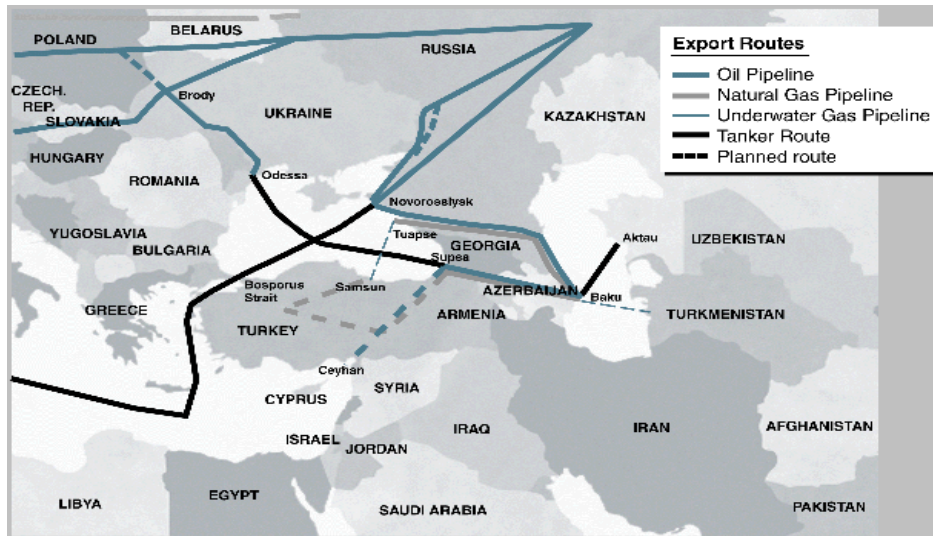 POLAND
BELARUS
RUSSIA
Export Routes
Oil Pipeline
Natural Gas Pipeline
Underwater Gas Pipeline
Tanker Route
Planned route
CZECH.
REP.
SLOVAKIA
Brody
UKRAINE
KAZAKHSTAN
HUNGARY
ROMANIA
Odessa
Novorossiysk
YUGOSLAVIA
BULGARIA
Tuapse
GEORGIA
Supsa
Aktau
UZBEKISTAN
Bosporus
Strait
Samsun
AZERBAIJAN
Baku
GREECE
TURKEY
ARMENIA
TURKMENISTAN
Ceyhan
CYPRUS
SYRIA
ISRAEL
JORDAN
IRAQ
IRAN
AFGHANISTAN
LIBYA
EGYPT
SAUDI ARABIA
PAKISTAN